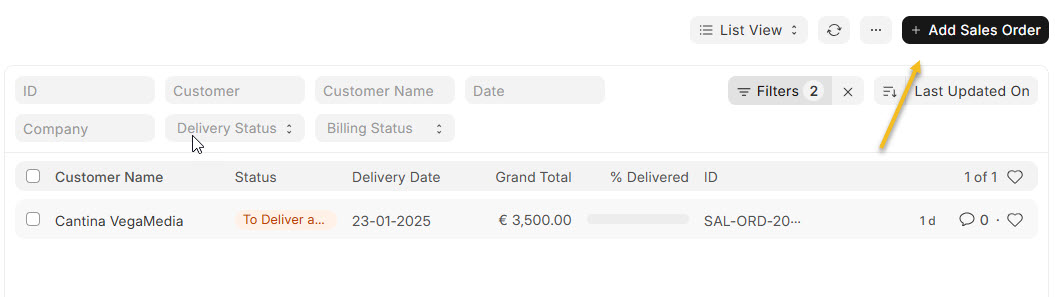 List View ··· + Add Sales Order
ID Customer Customer Name Date Filters 2 × Last Updated On
Company Delivery Status Billing Status
Customer Name Status Delivery Date Grand Total % Delivered ID 1 of 1
Cantina VegaMedia To Deliver a... 23-01-2025 € 3,500.00 SAL-ORD-20··· 1 d 0 ·